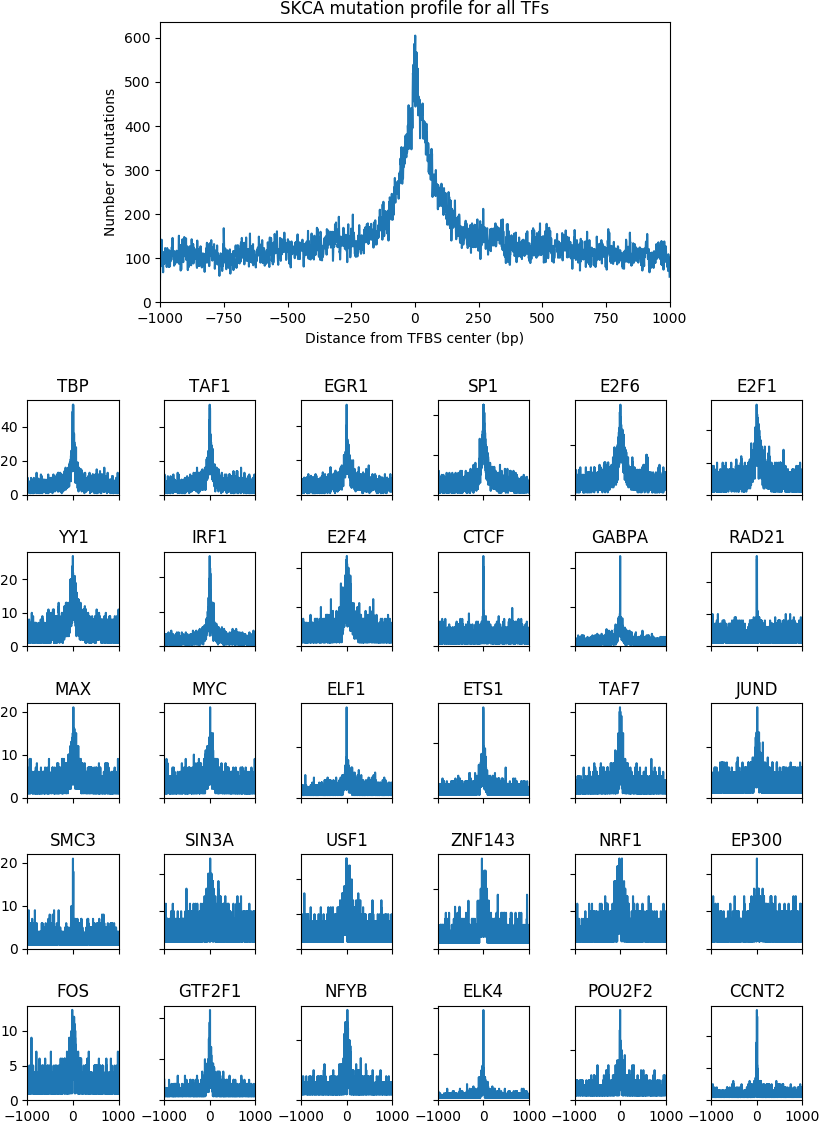 SKCA mutation profile for all TFs
600
500
400
300
200
100
0
Number of mutations
−1000 −750 −500 −250 0 250 500 750 1000
Distance from TFBS center (bp)
TBP TAF1 EGR1 SP1 E2F6 E2F1
40
20
0
YY1 IRF1 E2F4 CTCF GABPA RAD21
20
10
0
MAX MYC ELF1 ETS1 TAF7 JUND
20
10
0
SMC3 SIN3A USF1 ZNF143 NRF1 EP300
20
10
0
FOS GTF2F1 NFYB ELK4 POU2F2 CCNT2
10
5
0
−1000 0 1000 −1000 0 1000 −1000 0 1000 −1000 0 1000 −1000 0 1000 −1000 0 1000